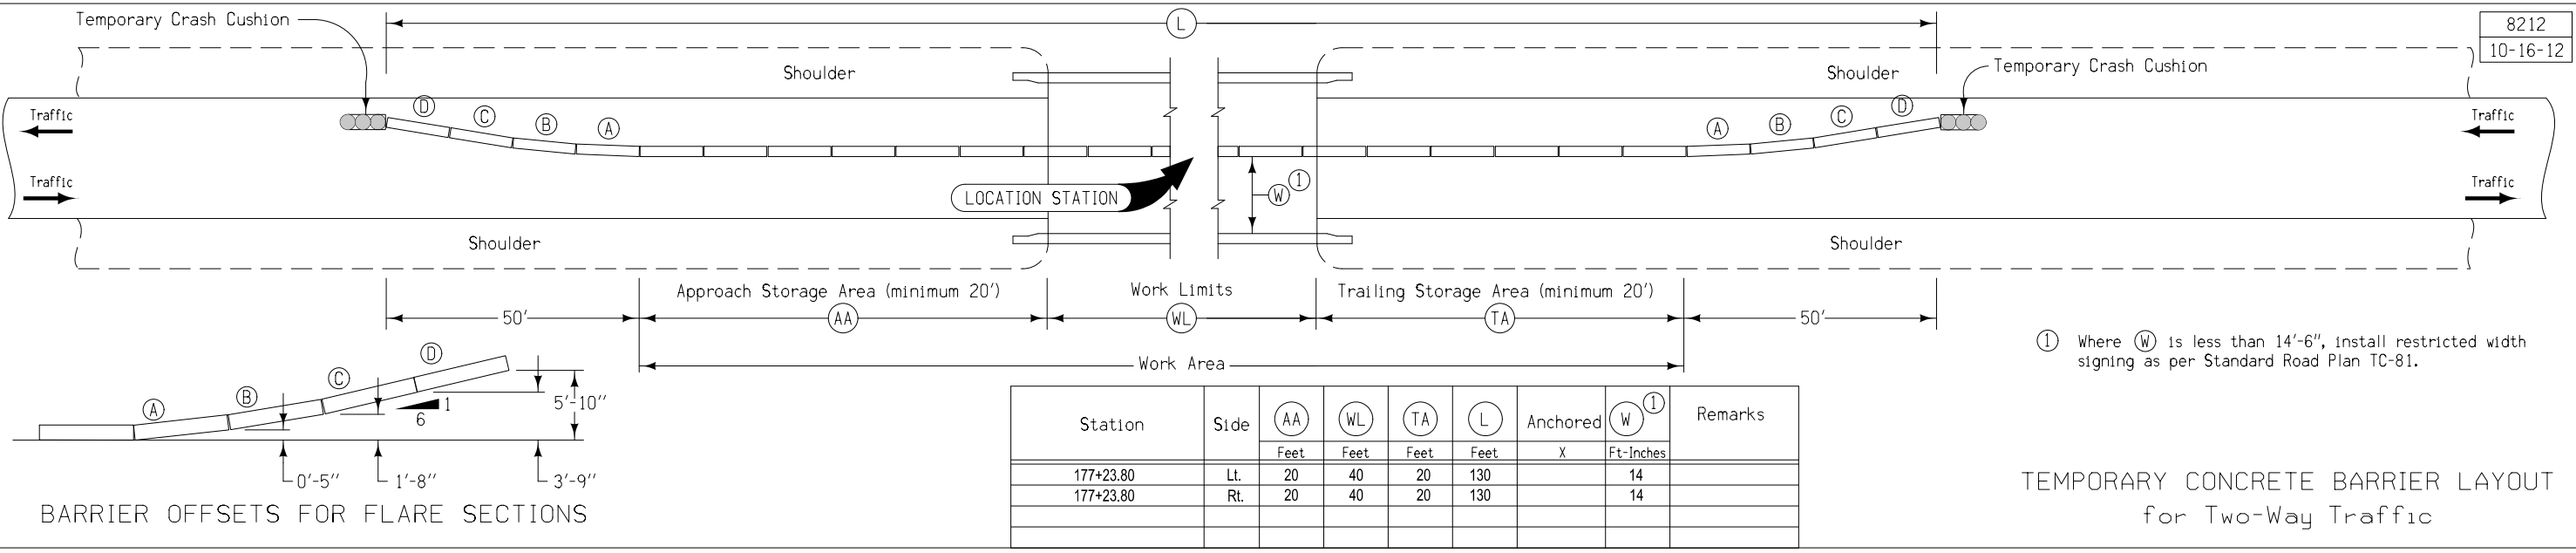 Temporary Crash Cushion
L
8212
10-16-12
Shoulder
Shoulder
Temporary Crash Cushion
Traffic
D
C
B
A
A
B
C
D
Traffic
Traffic
LOCATION STATION
W 1
Traffic
Shoulder
Shoulder
Approach Storage Area (minimum 20')
Work Limits
Trailing Storage Area (minimum 20')
50'
AA
WL
TA
50'
Work Area
1 Where W is less than 14'-6", install restricted width
signing as per Standard Road Plan TC-81.
A
B
C
D
6
1
5'-10"
0'-5"
1'-8"
3'-9"
BARRIER OFFSETS FOR FLARE SECTIONS
Station Side AA WL TA L Anchored W 1 Remarks
Feet Feet Feet Feet X Ft-Inches
177+23.80 Lt. 20 40 20 130 14
177+23.80 Rt. 20 40 20 130 14
TEMPORARY CONCRETE BARRIER LAYOUT
for Two-Way Traffic